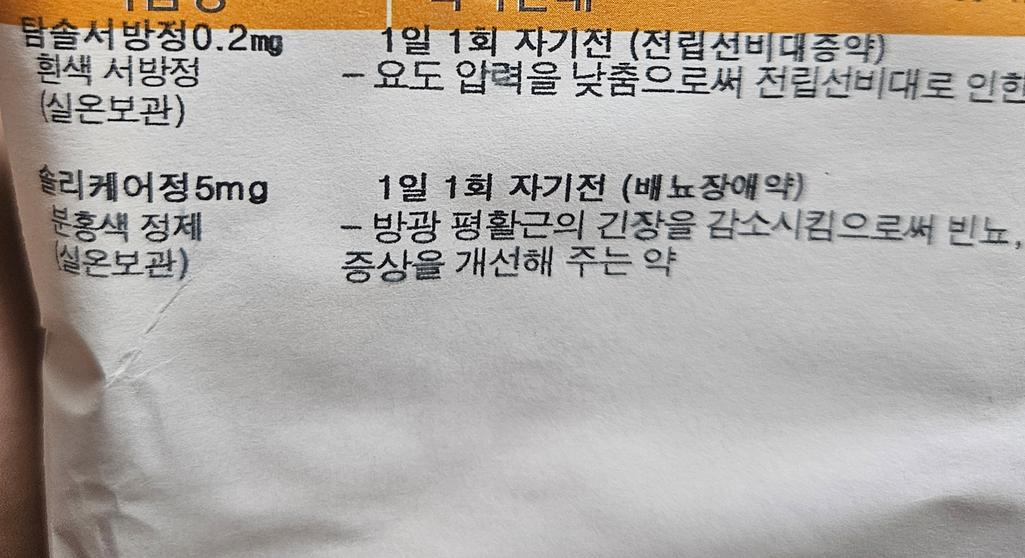 탐솔서방정0.2mg 1일 1회 자기전 (전립선비대증약)
흰색 서방정 - 요도 압력을 낮춤으로써 전립선비대로 인한
(실온보관)
솔리케어정5mg 1일 1회 자기전 (배뇨장애약)
분홍색 정제 - 방광 평활근의 긴장을 감소시킴으로써 빈뇨,
(실온보관) 증상을 개선해 주는 약